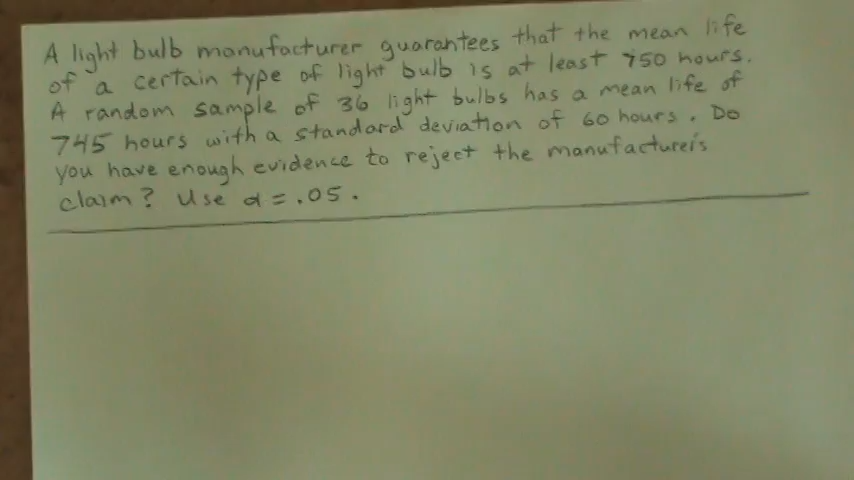 A light bulb manufacturer guarantees that the mean life
of a certain type of light bulb is at least 750 hours.
A random sample of 36 light bulbs has a mean life of
745 hours with a standard deviation of 60 hours. Do
you have enough evidence to reject the manufacturer's
claim? Use α = .05.